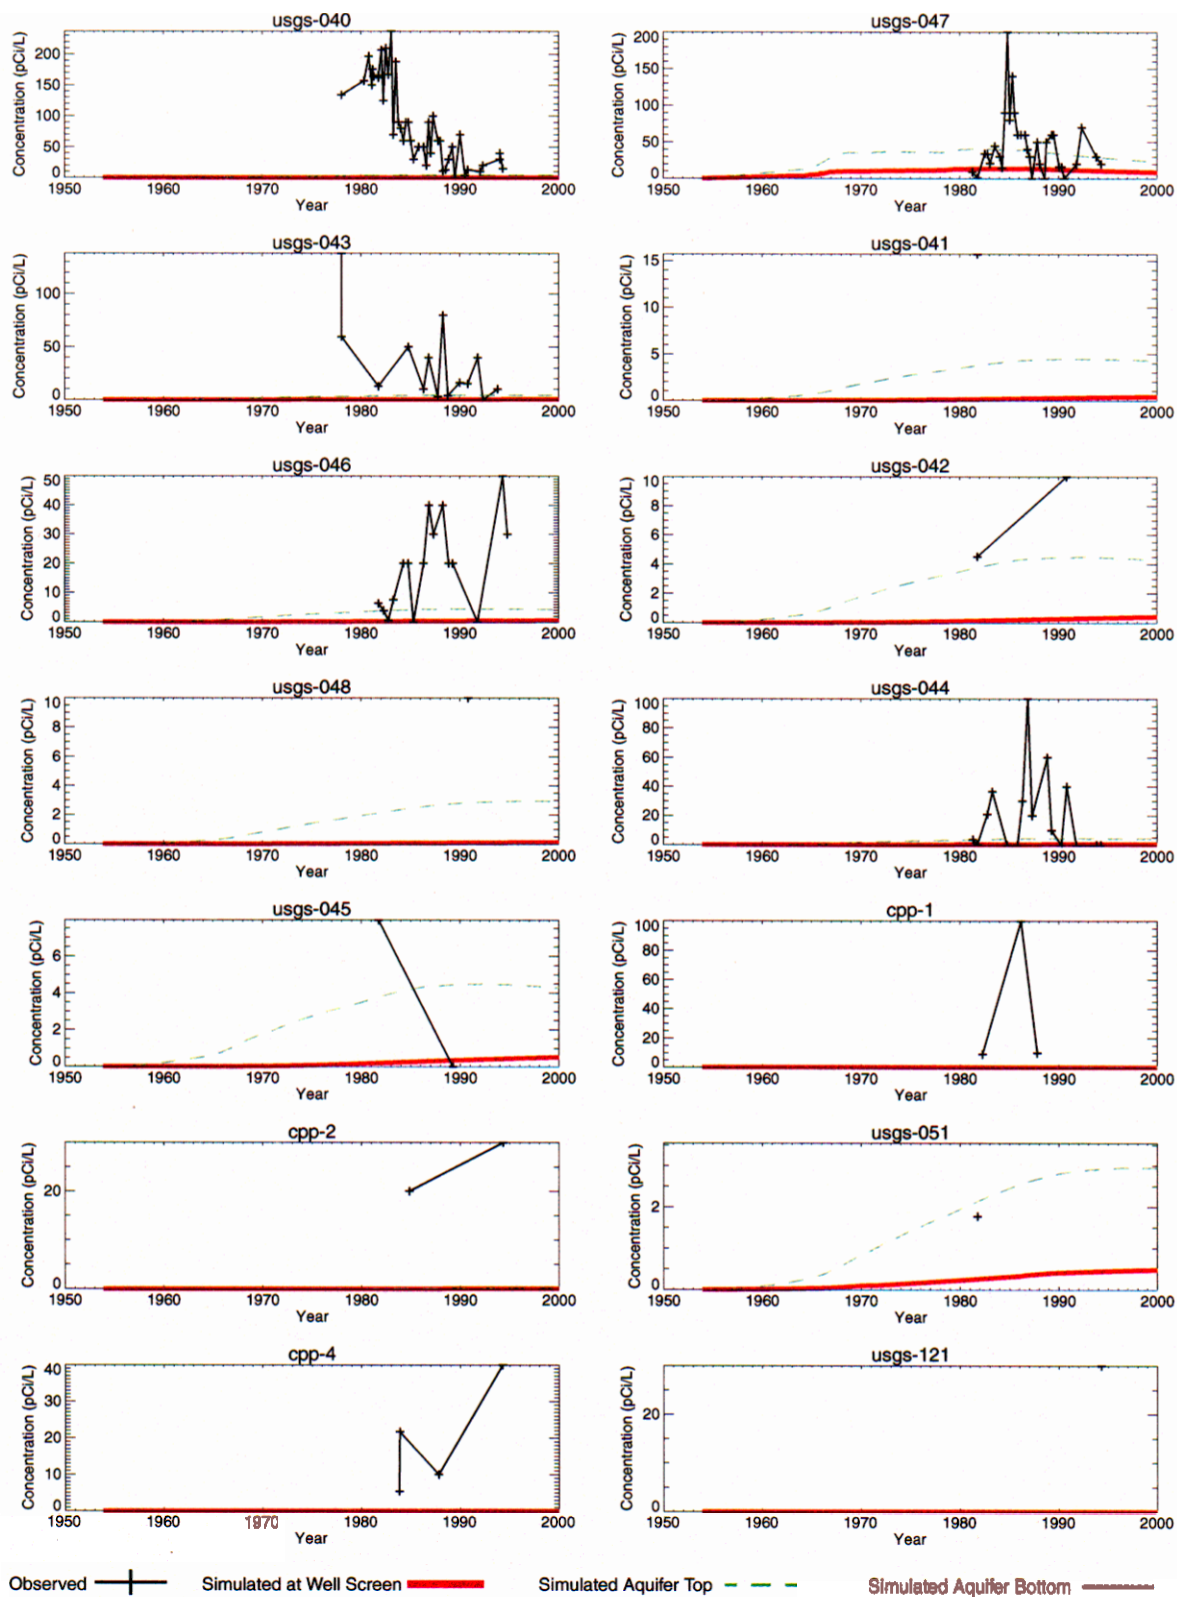 usgs-040
Concentration (pCi/L)
200
150
100
50
0
1950 1960 1970 1980 1990 2000
Year
usgs-047
Concentration (pCi/L)
200
150
100
50
0
1950 1960 1970 1980 1990 2000
Year
usgs-043
Concentration (pCi/L)
100
50
0
1950 1960 1970 1980 1990 2000
Year
usgs-041
Concentration (pCi/L)
15
10
5
0
1950 1960 1970 1980 1990 2000
Year
usgs-046
Concentration (pCi/L)
50
40
30
20
10
0
1950 1960 1970 1980 1990 2000
Year
usgs-042
Concentration (pCi/L)
10
8
6
4
2
0
1950 1960 1970 1980 1990 2000
Year
usgs-048
Concentration (pCi/L)
10
8
6
4
2
0
1950 1960 1970 1980 1990 2000
Year
usgs-044
Concentration (pCi/L)
100
80
60
40
20
0
1950 1960 1970 1980 1990 2000
Year
usgs-045
Concentration (pCi/L)
6
4
2
0
1950 1960 1970 1980 1990 2000
Year
cpp-1
Concentration (pCi/L)
100
80
60
40
20
0
1950 1960 1970 1980 1990 2000
Year
cpp-2
Concentration (pCi/L)
20
0
1950 1960 1970 1980 1990 2000
Year
usgs-051
Concentration (pCi/L)
2
0
1950 1960 1970 1980 1990 2000
Year
cpp-4
Concentration (pCi/L)
40
30
20
10
0
1950 1960 1970 1980 1990 2000
Year
usgs-121
Concentration (pCi/L)
20
0
1950 1960 1970 1980 1990 2000
Year
Observed Simulated at Well Screen Simulated Aquifer Top Simulated Aquifer Bottom